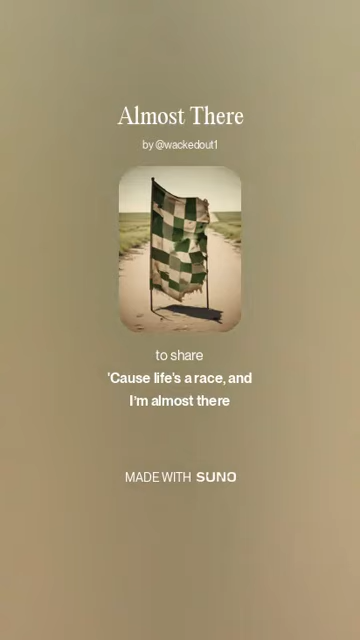 Almost There
by @wackedout1
to share
'Cause life's a race, and
I'm almost there
MADE WITH SUNO